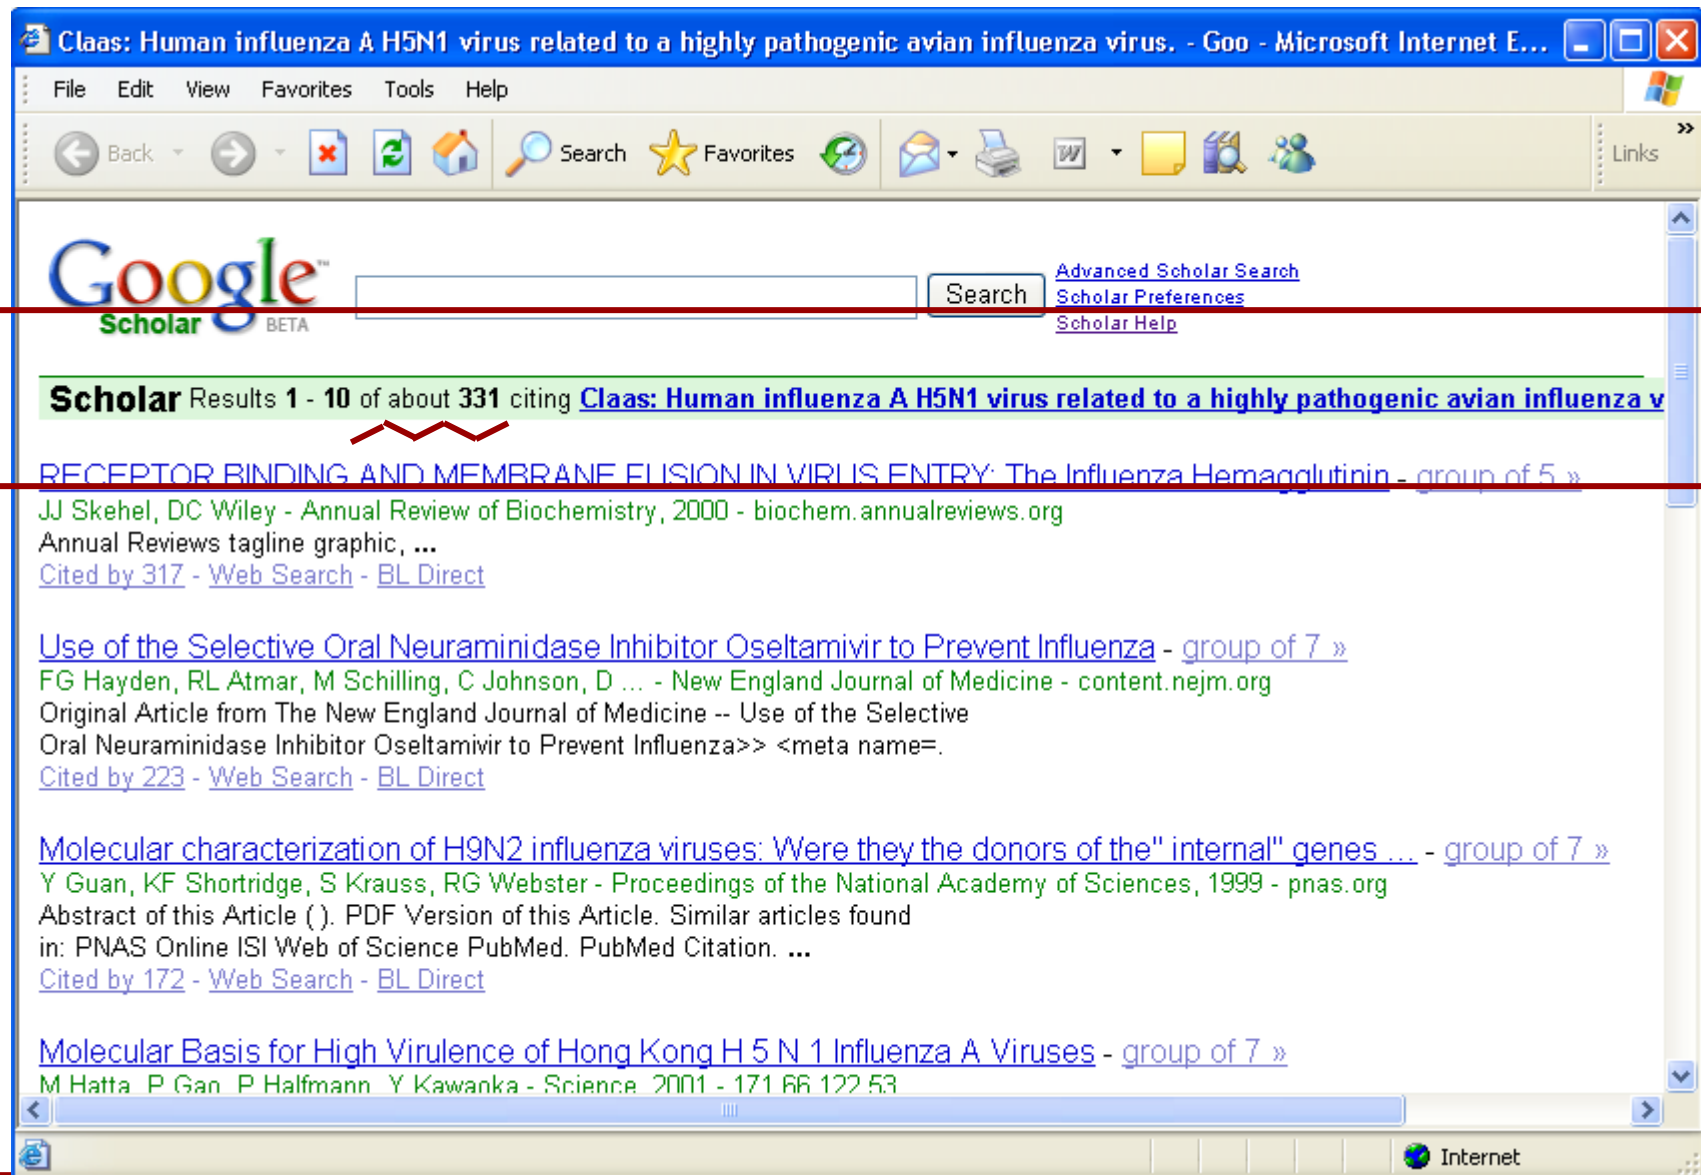 Claas: Human influenza A H5N1 virus related to a highly pathogenic avian influenza virus. - Goo - Microsoft Internet E...
File Edit View Favorites Tools Help
Back Search Favorites Links »
Google™
Scholar BETA
Search
Advanced Scholar Search
Scholar Preferences
Scholar Help
Scholar Results 1 - 10 of about 331 citing Claas: Human influenza A H5N1 virus related to a highly pathogenic avian influenza v
RECEPTOR BINDING AND MEMBRANE FUSION IN VIRUS ENTRY: The Influenza Hemagglutinin - group of 5 »
JJ Skehel, DC Wiley - Annual Review of Biochemistry, 2000 - biochem.annualreviews.org
Annual Reviews tagline graphic, ...
Cited by 317 - Web Search - BL Direct
Use of the Selective Oral Neuraminidase Inhibitor Oseltamivir to Prevent Influenza - group of 7 »
FG Hayden, RL Atmar, M Schilling, C Johnson, D ... - New England Journal of Medicine - content.nejm.org
Original Article from The New England Journal of Medicine -- Use of the Selective
Oral Neuraminidase Inhibitor Oseltamivir to Prevent Influenza>> <meta name=.
Cited by 223 - Web Search - BL Direct
Molecular characterization of H9N2 influenza viruses: Were they the donors of the" internal" genes ... - group of 7 »
Y Guan, KF Shortridge, S Krauss, RG Webster - Proceedings of the National Academy of Sciences, 1999 - pnas.org
Abstract of this Article ( ). PDF Version of this Article. Similar articles found
in: PNAS Online ISI Web of Science PubMed. PubMed Citation. ...
Cited by 172 - Web Search - BL Direct
Molecular Basis for High Virulence of Hong Kong H 5 N 1 Influenza A Viruses - group of 7 »
M Hatta, P Gao, P Halfmann, Y Kawaoka - Science, 2001 - 171.66.122.53
Internet